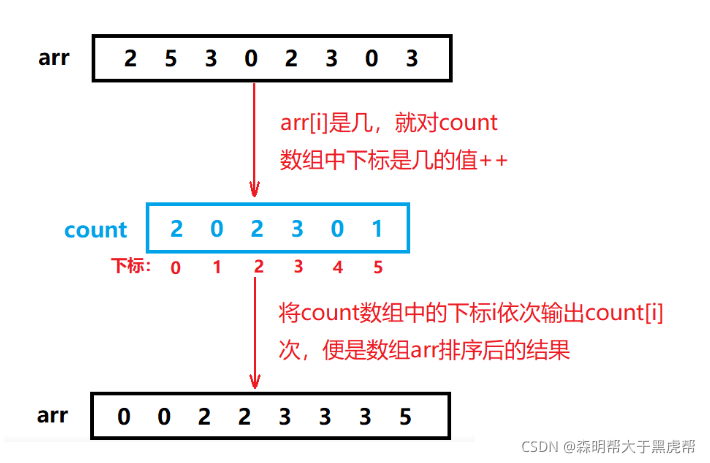 arr 2 5 3 0 2 3 0 3
arr[i]是几，就对count
数组中下标是几的值++
count 2 0 2 3 0 1
下标： 0 1 2 3 4 5
将count数组中的下标i依次输出count[i]
次，便是数组arr排序后的结果
arr 0 0 2 2 3 3 3 5
CSDN @森明帮大于黑虎帮